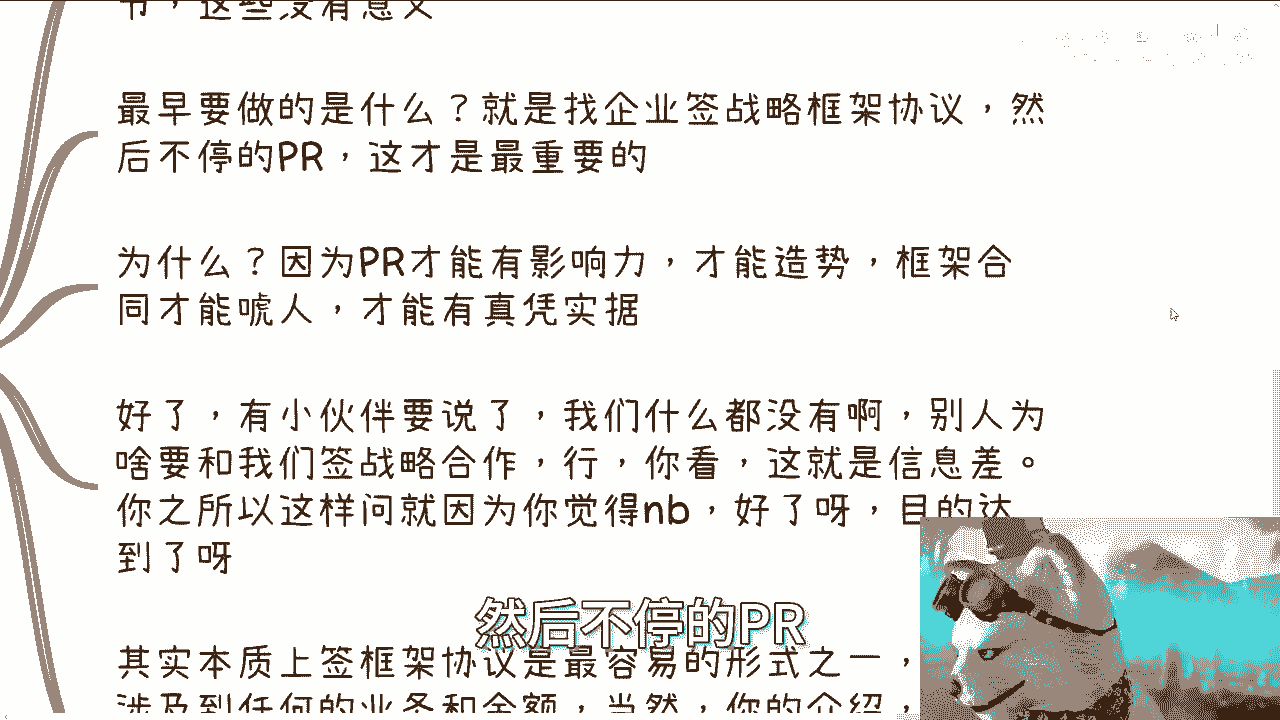 节，这些没有意义
最早要做的是什么？就是找企业签战略框架协议，然
后不停的PR，这才是最重要的
为什么？因为PR才能有影响力，才能造势，框架合
同才能唬人，才能有真凭实据
好了，有小伙伴要说了，我们什么都没有啊，别人为
啥要和我们签战略合作，行，你看，这就是信息差。
你之所以这样问就因为你觉得nb，好了呀，目的达
到了呀
然后不停的PR
其实本质上签框架协议是最容易的形式之一，
涉及到任何的业务和金额，当然，你的介绍，